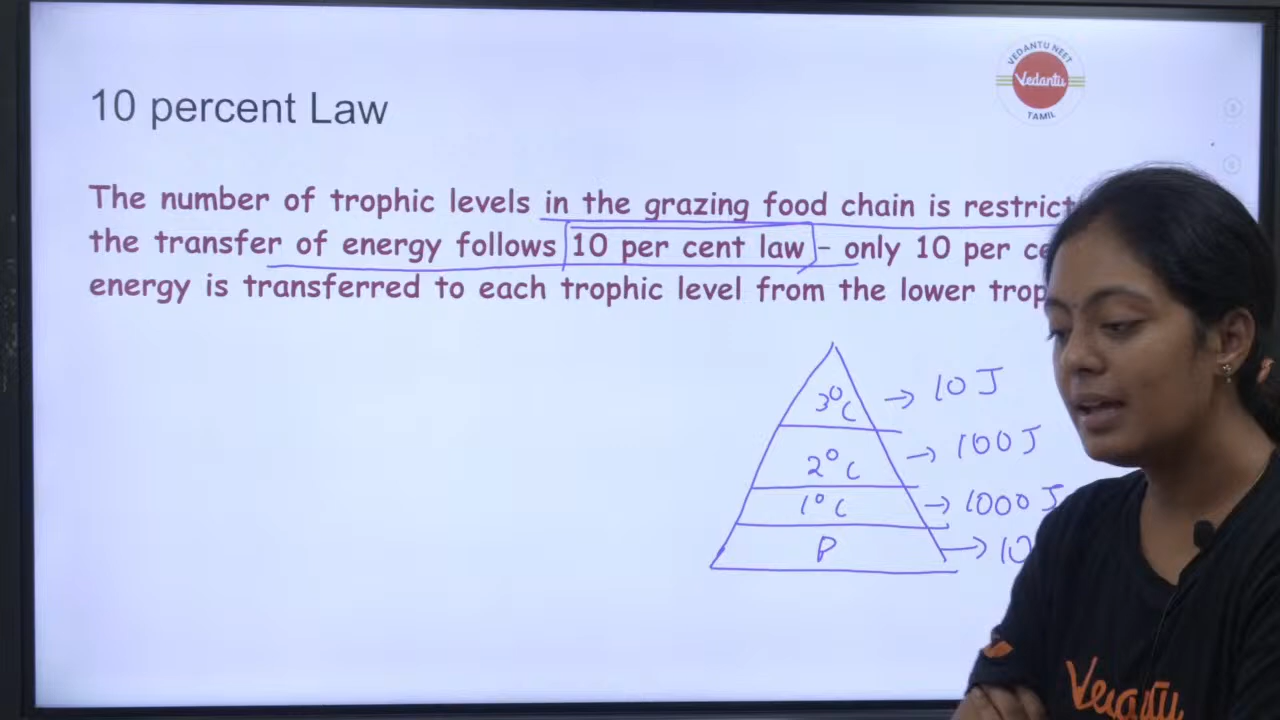 VEDANTU NEET
Vedantu
TAMIL
10 percent Law
The number of trophic levels in the grazing food chain is restrict
the transfer of energy follows 10 per cent law - only 10 per ce
energy is transferred to each trophic level from the lower trop
3° C → 10 J
2° C → 100 J
1° C → 1000 J
P → 10
Vedantu